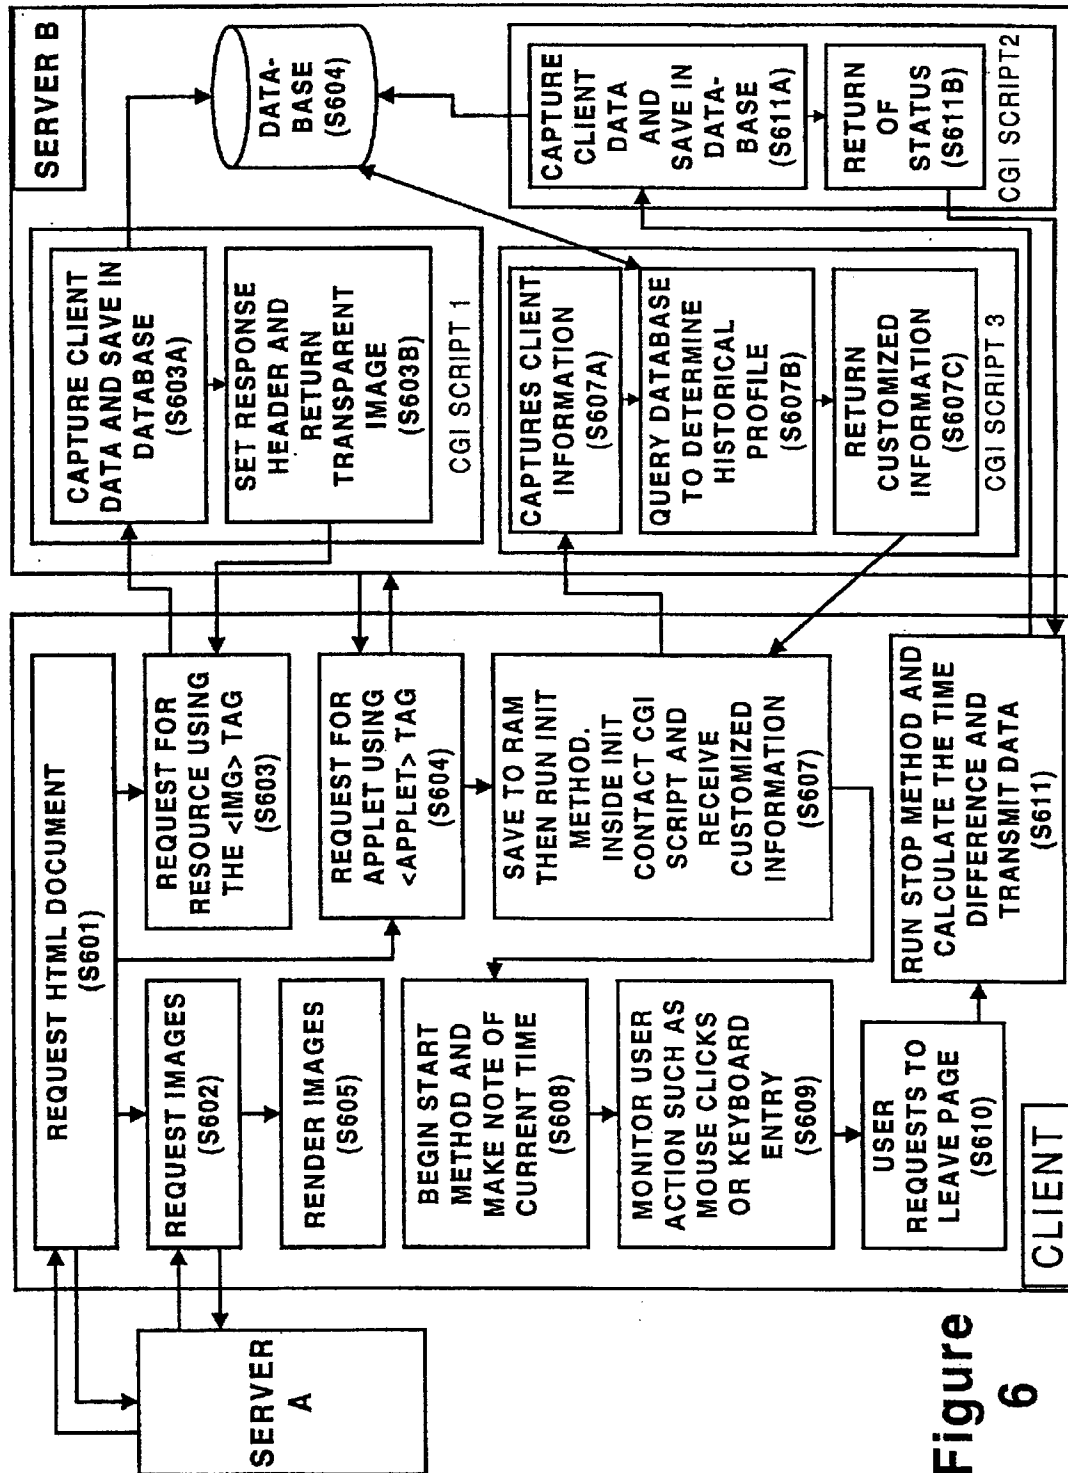 SERVER
A
REQUEST HTML DOCUMENT
(S601)
REQUEST IMAGES
(S602)
RENDER IMAGES
(S605)
REQUEST FOR
RESOURCE USING
THE <IMG> TAG
(S603)
REQUEST FOR
APPLET USING
<APPLET> TAG
(S604)
BEGIN START
METHOD AND
MAKE NOTE OF
CURRENT TIME
(S608)
SAVE TO RAM
THEN RUN INIT
METHOD.
INSIDE INIT
CONTACT CGI
SCRIPT AND
RECEIVE
CUSTOMIZED
INFORMATION
(S607)
MONITOR USER
ACTION SUCH AS
MOUSE CLICKS
OR KEYBOARD
ENTRY
(S609)
USER
REQUESTS TO
LEAVE PAGE
(S610)
RUN STOP METHOD AND
CALCULATE THE TIME
DIFFERENCE AND
TRANSMIT DATA
(S611)
CLIENT
SERVER B
CAPTURE CLIENT
DATA AND SAVE IN
DATABASE
(S603A)
SET RESPONSE
HEADER AND
RETURN
TRANSPARENT
IMAGE
(S603B)
CGI SCRIPT 1
DATA-
BASE
(S604)
CAPTURES CLIENT
INFORMATION
(S607A)
QUERY DATABASE
TO DETERMINE
HISTORICAL
PROFILE
(S607B)
RETURN
CUSTOMIZED
INFORMATION
(S607C)
CGI SCRIPT 3
CAPTURE
CLIENT
DATA AND
SAVE IN
DATA-
BASE
(S611A)
RETURN
OF
STATUS
(S611B)
CGI SCRIPT2
Figure
6